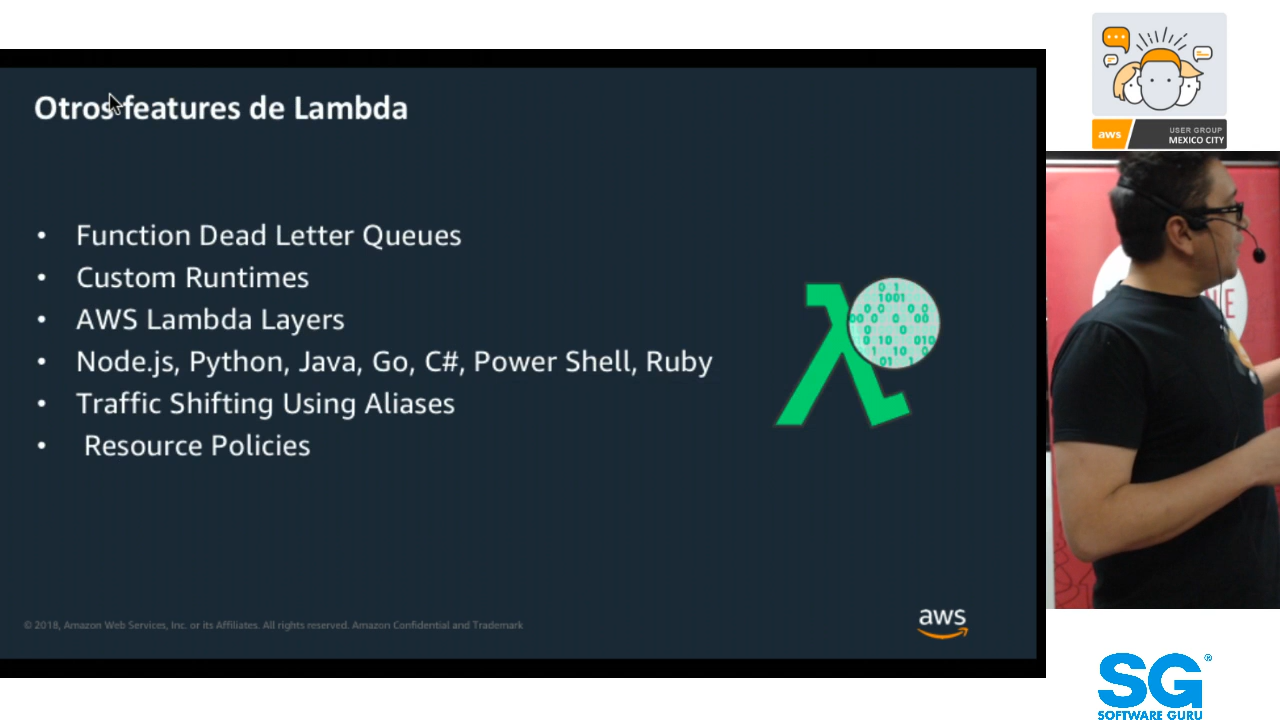 Otros features de Lambda
• Function Dead Letter Queues
• Custom Runtimes
• AWS Lambda Layers
• Node.js, Python, Java, Go, C#, Power Shell, Ruby
• Traffic Shifting Using Aliases
• Resource Policies
© 2018, Amazon Web Services, Inc. or its Affiliates. All rights reserved. Amazon Confidential and Trademark
aws
aws
USER GROUP
MEXICO CITY
SG®
SOFTWARE GURU